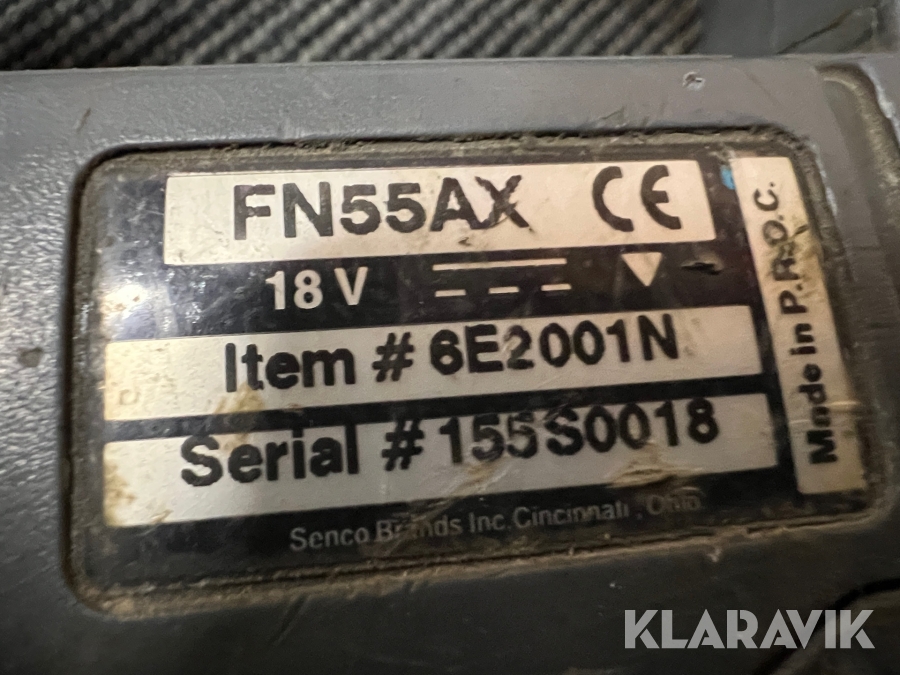 FN55AX CE
18 V
Item # 6E2001N
Serial # 155S0018
Senco Brands Inc. Cincinnati, Ohio
Made in P.R.O.C.
KLARAVIK